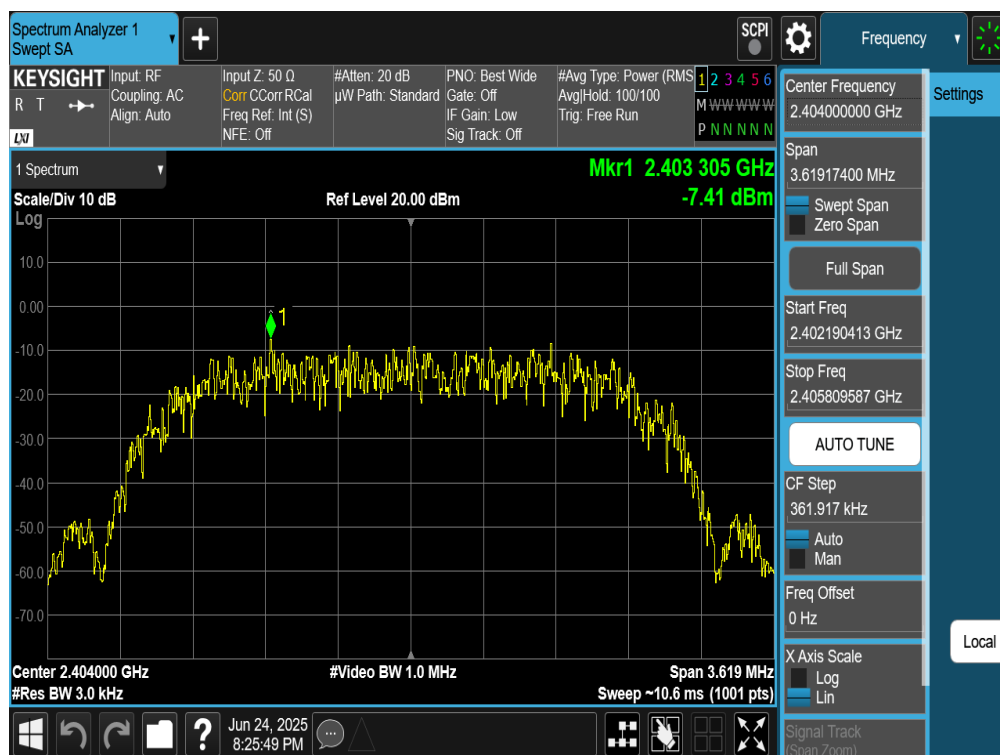 Spectrum Analyzer 1
Swept SA
+
SCPI
Frequency
KEYSIGHT
R T
LXI
Input: RF
Coupling: AC
Align: Auto
Input Z: 50 Ω
Corr CCorr RCal
Freq Ref: Int (S)
NFE: Off
#Atten: 20 dB
µW Path: Standard
PNO: Best Wide
Gate: Off
IF Gain: Low
Sig Track: Off
#Avg Type: Power (RMS
Avg|Hold: 100/100
Trig: Free Run
1 2 3 4 5 6
M W W W W W
P N N N N N
Settings
1 Spectrum
Mkr1 2.403 305 GHz
-7.41 dBm
Scale/Div 10 dB
Ref Level 20.00 dBm
Log
10.0
0.00
-10.0
-20.0
-30.0
-40.0
-50.0
-60.0
-70.0
1
Center 2.404000 GHz
#Video BW 1.0 MHz
Span 3.619 MHz
#Res BW 3.0 kHz
Sweep ~10.6 ms (1001 pts)
Center Frequency
2.404000000 GHz
Span
3.61917400 MHz
Swept Span
Zero Span
Full Span
Start Freq
2.402190413 GHz
Stop Freq
2.405809587 GHz
AUTO TUNE
CF Step
361.917 kHz
Auto
Man
Freq Offset
0 Hz
X Axis Scale
Log
Lin
Signal Track
(Span Zoom)
Local
?
Jun 24, 2025
8:25:49 PM